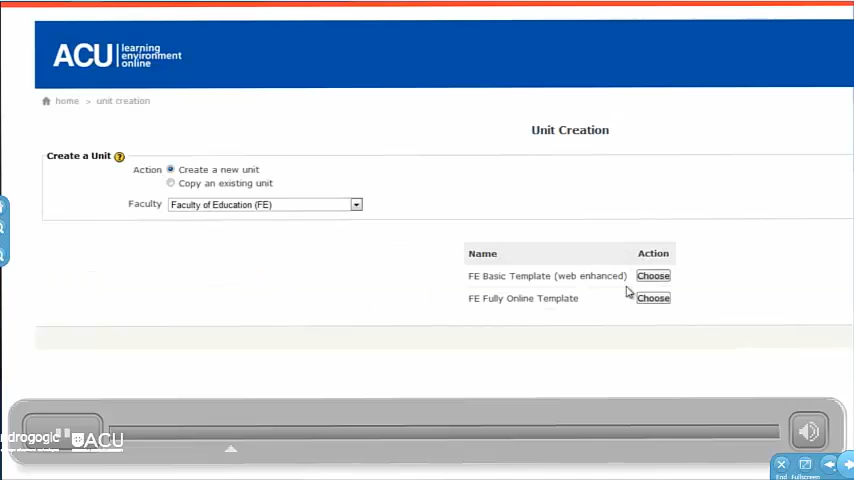 ACU learning environment online
home > unit creation
Unit Creation
Create a Unit ?
Action Create a new unit
Copy an existing unit
Faculty Faculty of Education (FE)
Name Action
FE Basic Template (web enhanced) Choose
FE Fully Online Template Choose
ndrogogic ACU
End Fullscreen